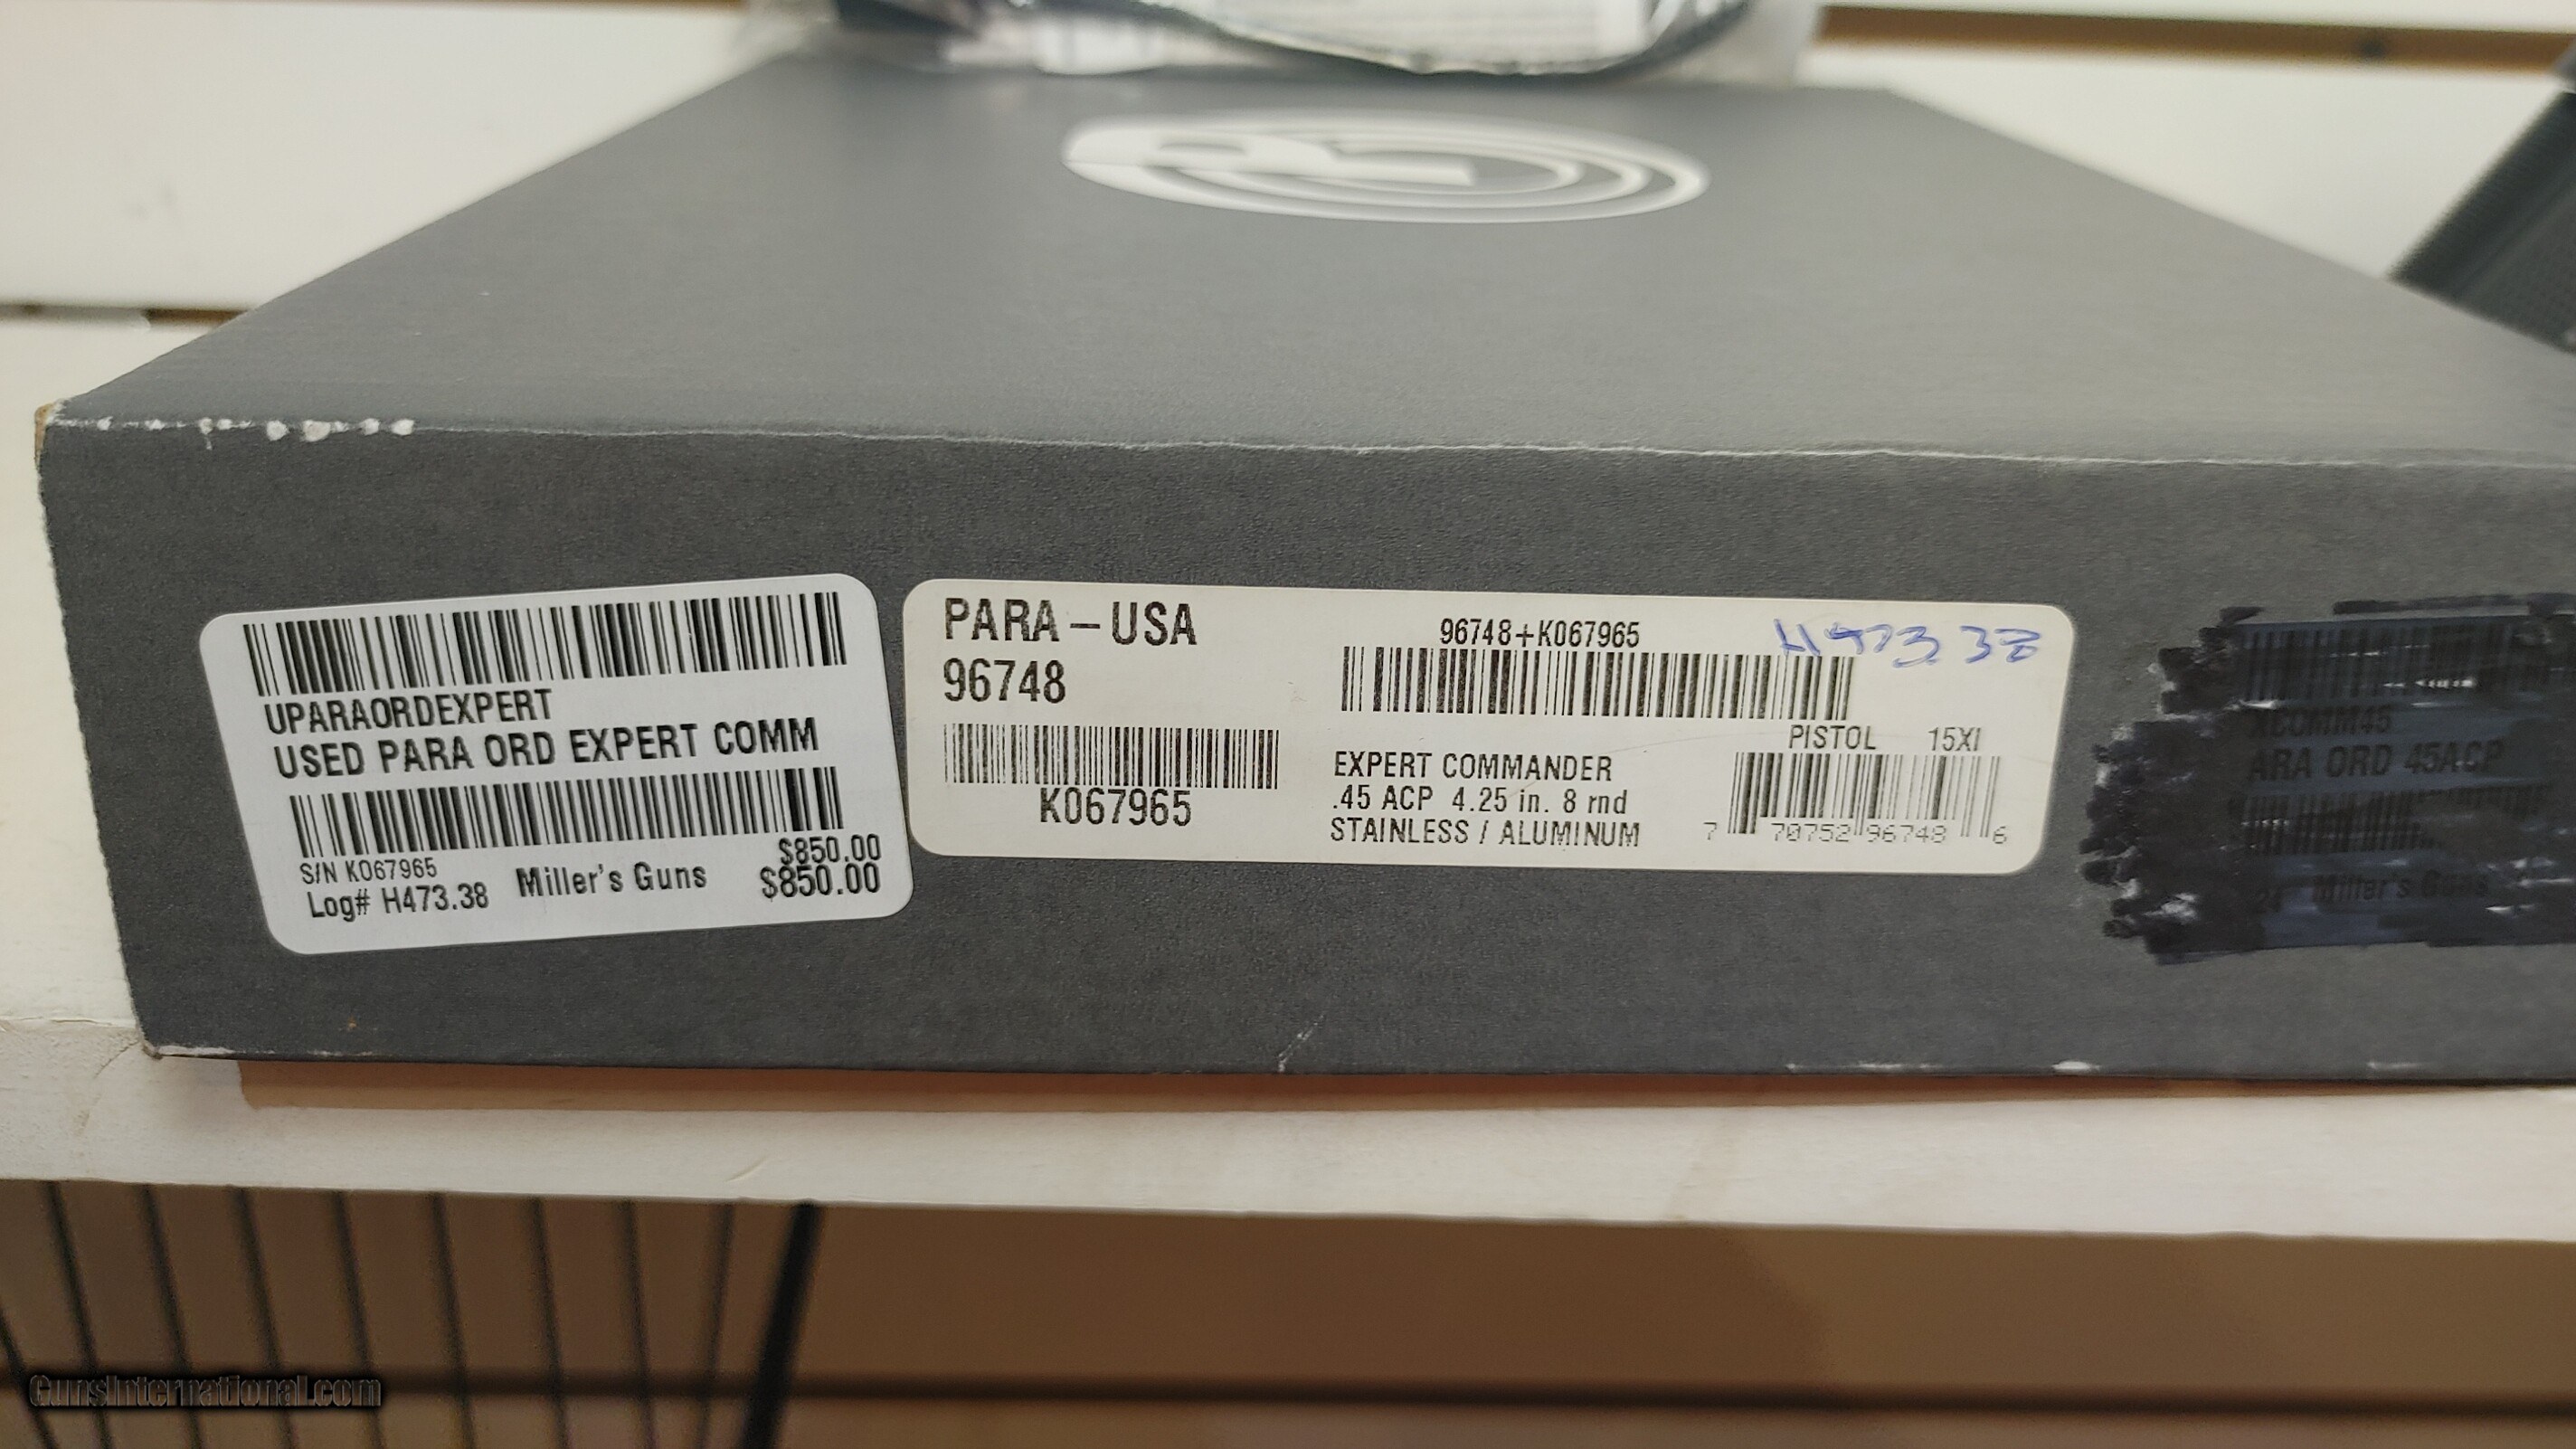 UPARAORDEXPERT
USED PARA ORD EXPERT COMM
$850.00
S/N K067965
Log# H473.38 Miller's Guns $850.00
PARA - USA
96748
K067965
96748+K067965
H473.38
PISTOL 15XI
EXPERT COMMANDER
.45 ACP 4.25 in. 8 rnd
STAINLESS / ALUMINUM
7 70752 96748 6
XCOMM45
ARA ORD 45ACP
Miller's Guns
GunsInternational.com